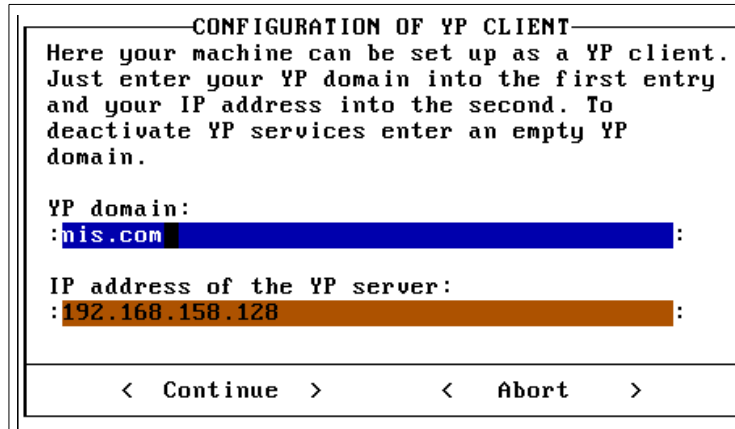 CONFIGURATION OF YP CLIENT
Here your machine can be set up as a YP client.
Just enter your YP domain into the first entry
and your IP address into the second. To
deactivate YP services enter an empty YP
domain.
YP domain:
:nis.com :
IP address of the YP server:
:192.168.158.128 :
< Continue > < Abort >